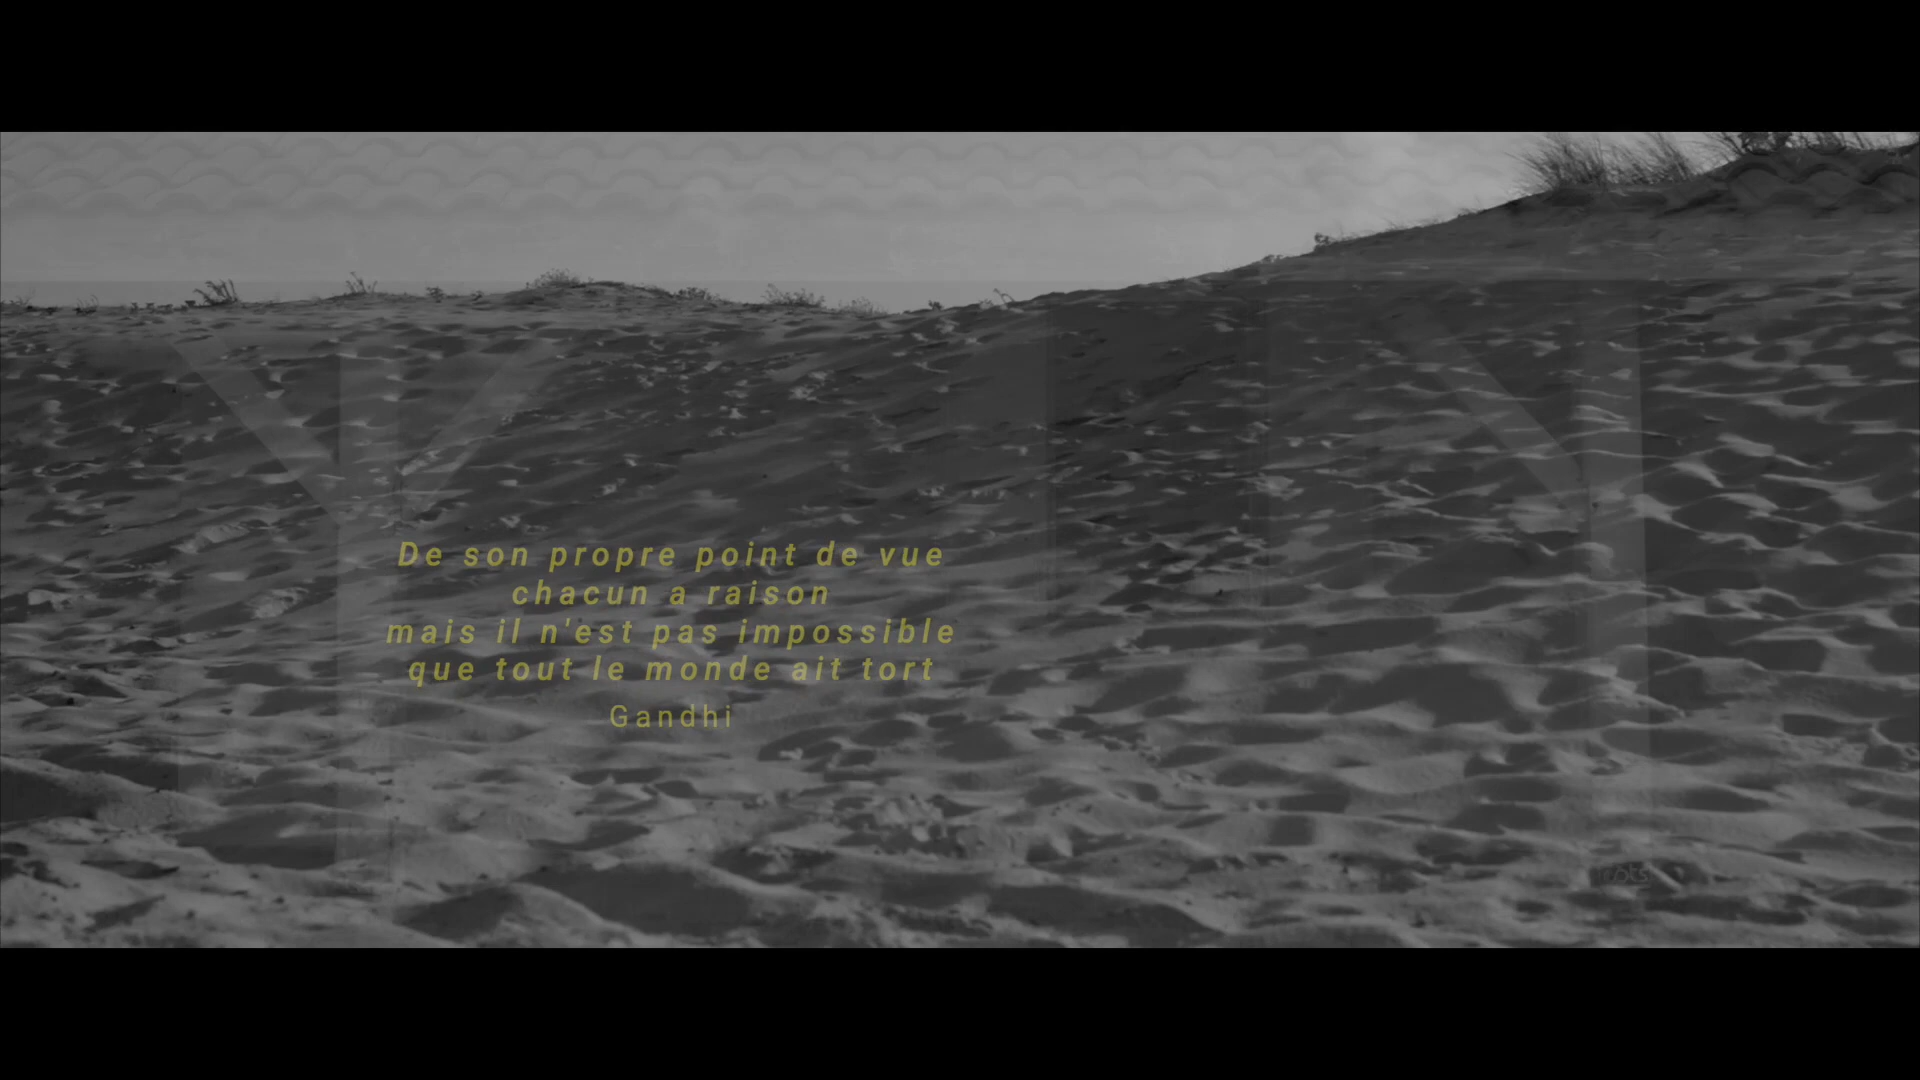 De son propre point de vue
chacun a raison
mais il n'est pas impossible
que tout le monde ait tort
Gandhi